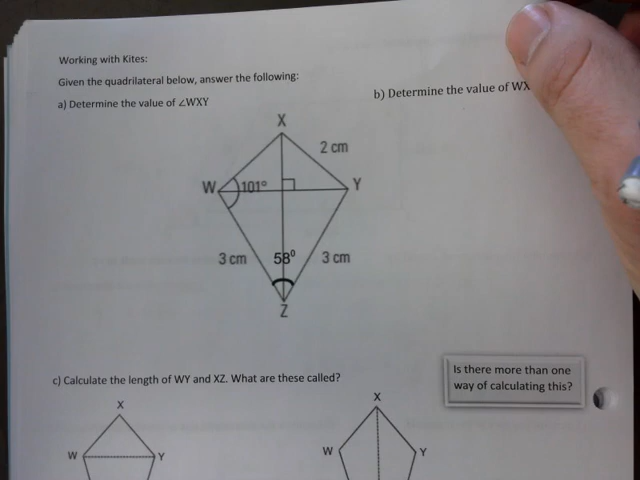 Working with Kites:
Given the quadrilateral below, answer the following:
a) Determine the value of ∠WXY
b) Determine the value of WX
X
2 cm
W
101°
Y
3 cm
58⁰
3 cm
Z
c) Calculate the length of WY and XZ. What are these called?
Is there more than one
way of calculating this?
X
W
Y
X
W
Y